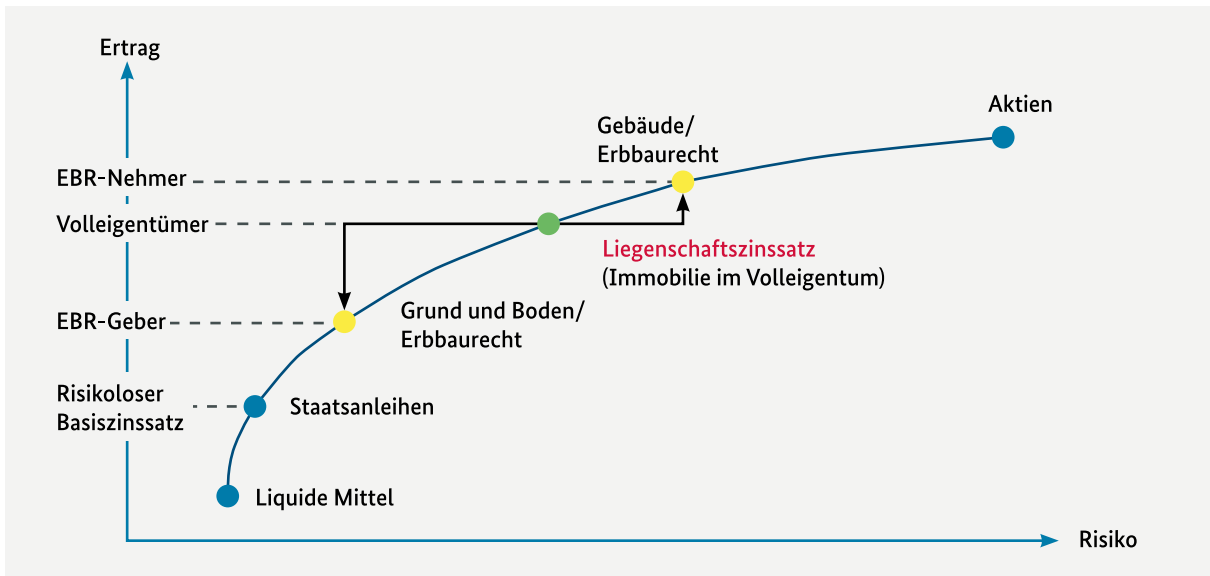 Ertrag
Aktien
Gebäude/
Erbbaurecht
EBR-Nehmer
Volleigentümer
Liegenschaftszinssatz
(Immobilie im Volleigentum)
EBR-Geber
Grund und Boden/
Erbbaurecht
Risikoloser
Basiszinssatz
Staatsanleihen
Liquide Mittel
Risiko